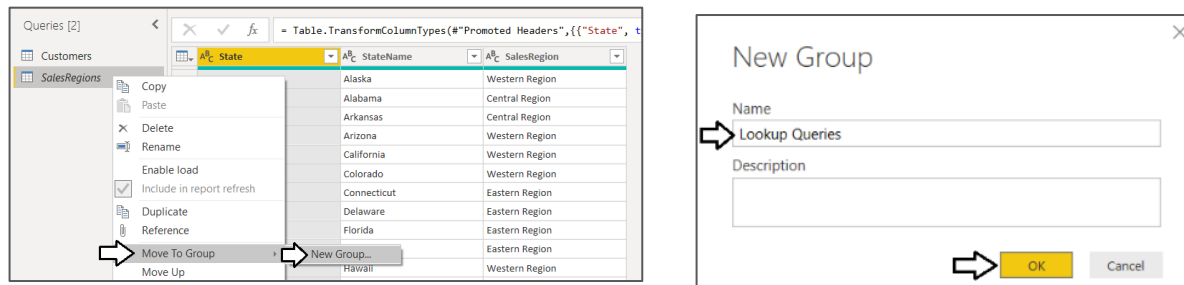 Queries [2]
= Table.TransformColumnTypes(#"Promoted Headers",{{"State", t
Customers
SalesRegions
ABC State
ABC StateName
ABC SalesRegion
Alaska Western Region
Alabama Central Region
Arkansas Central Region
Arizona Western Region
California Western Region
Colorado Western Region
Connecticut Eastern Region
Delaware Eastern Region
Florida Eastern Region
Eastern Region
Hawaii Western Region
Copy
Paste
Delete
Rename
Enable load
Include in report refresh
Duplicate
Reference
Move To Group
Move Up
New Group...
New Group
Name
Lookup Queries
Description
OK
Cancel